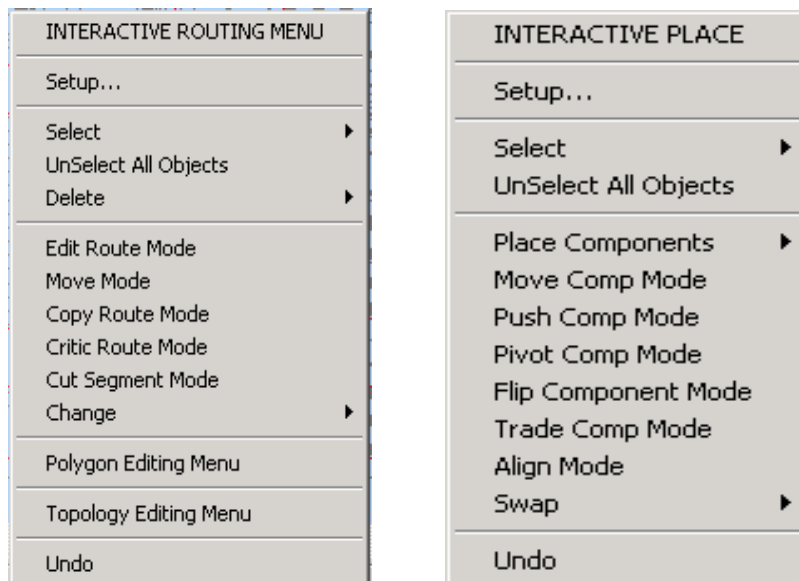 INTERACTIVE ROUTING MENU
Setup...
Select
UnSelect All Objects
Delete
Edit Route Mode
Move Mode
Copy Route Mode
Critic Route Mode
Cut Segment Mode
Change
Polygon Editing Menu
Topology Editing Menu
Undo
INTERACTIVE PLACE
Setup...
Select
UnSelect All Objects
Place Components
Move Comp Mode
Push Comp Mode
Pivot Comp Mode
Flip Component Mode
Trade Comp Mode
Align Mode
Swap
Undo